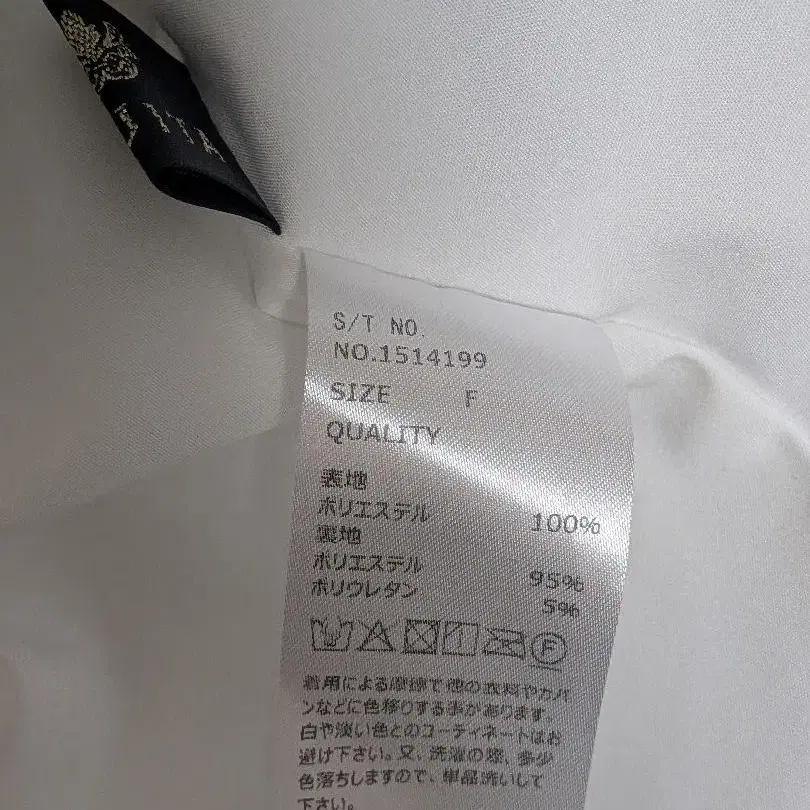 S/T NO.
NO.1514199
SIZE F
QUALITY
表地
ポリエステル 100%
裏地
ポリエステル 95%
ポリウレタン 5%
F
着用による摩擦で他の衣料やカバ
ンなどに色移りする事があります。
白や淡い色とのコーディネートはお
避け下さい。又、洗濯の際、多少
色落ちしますので、単品洗いして
下さい。